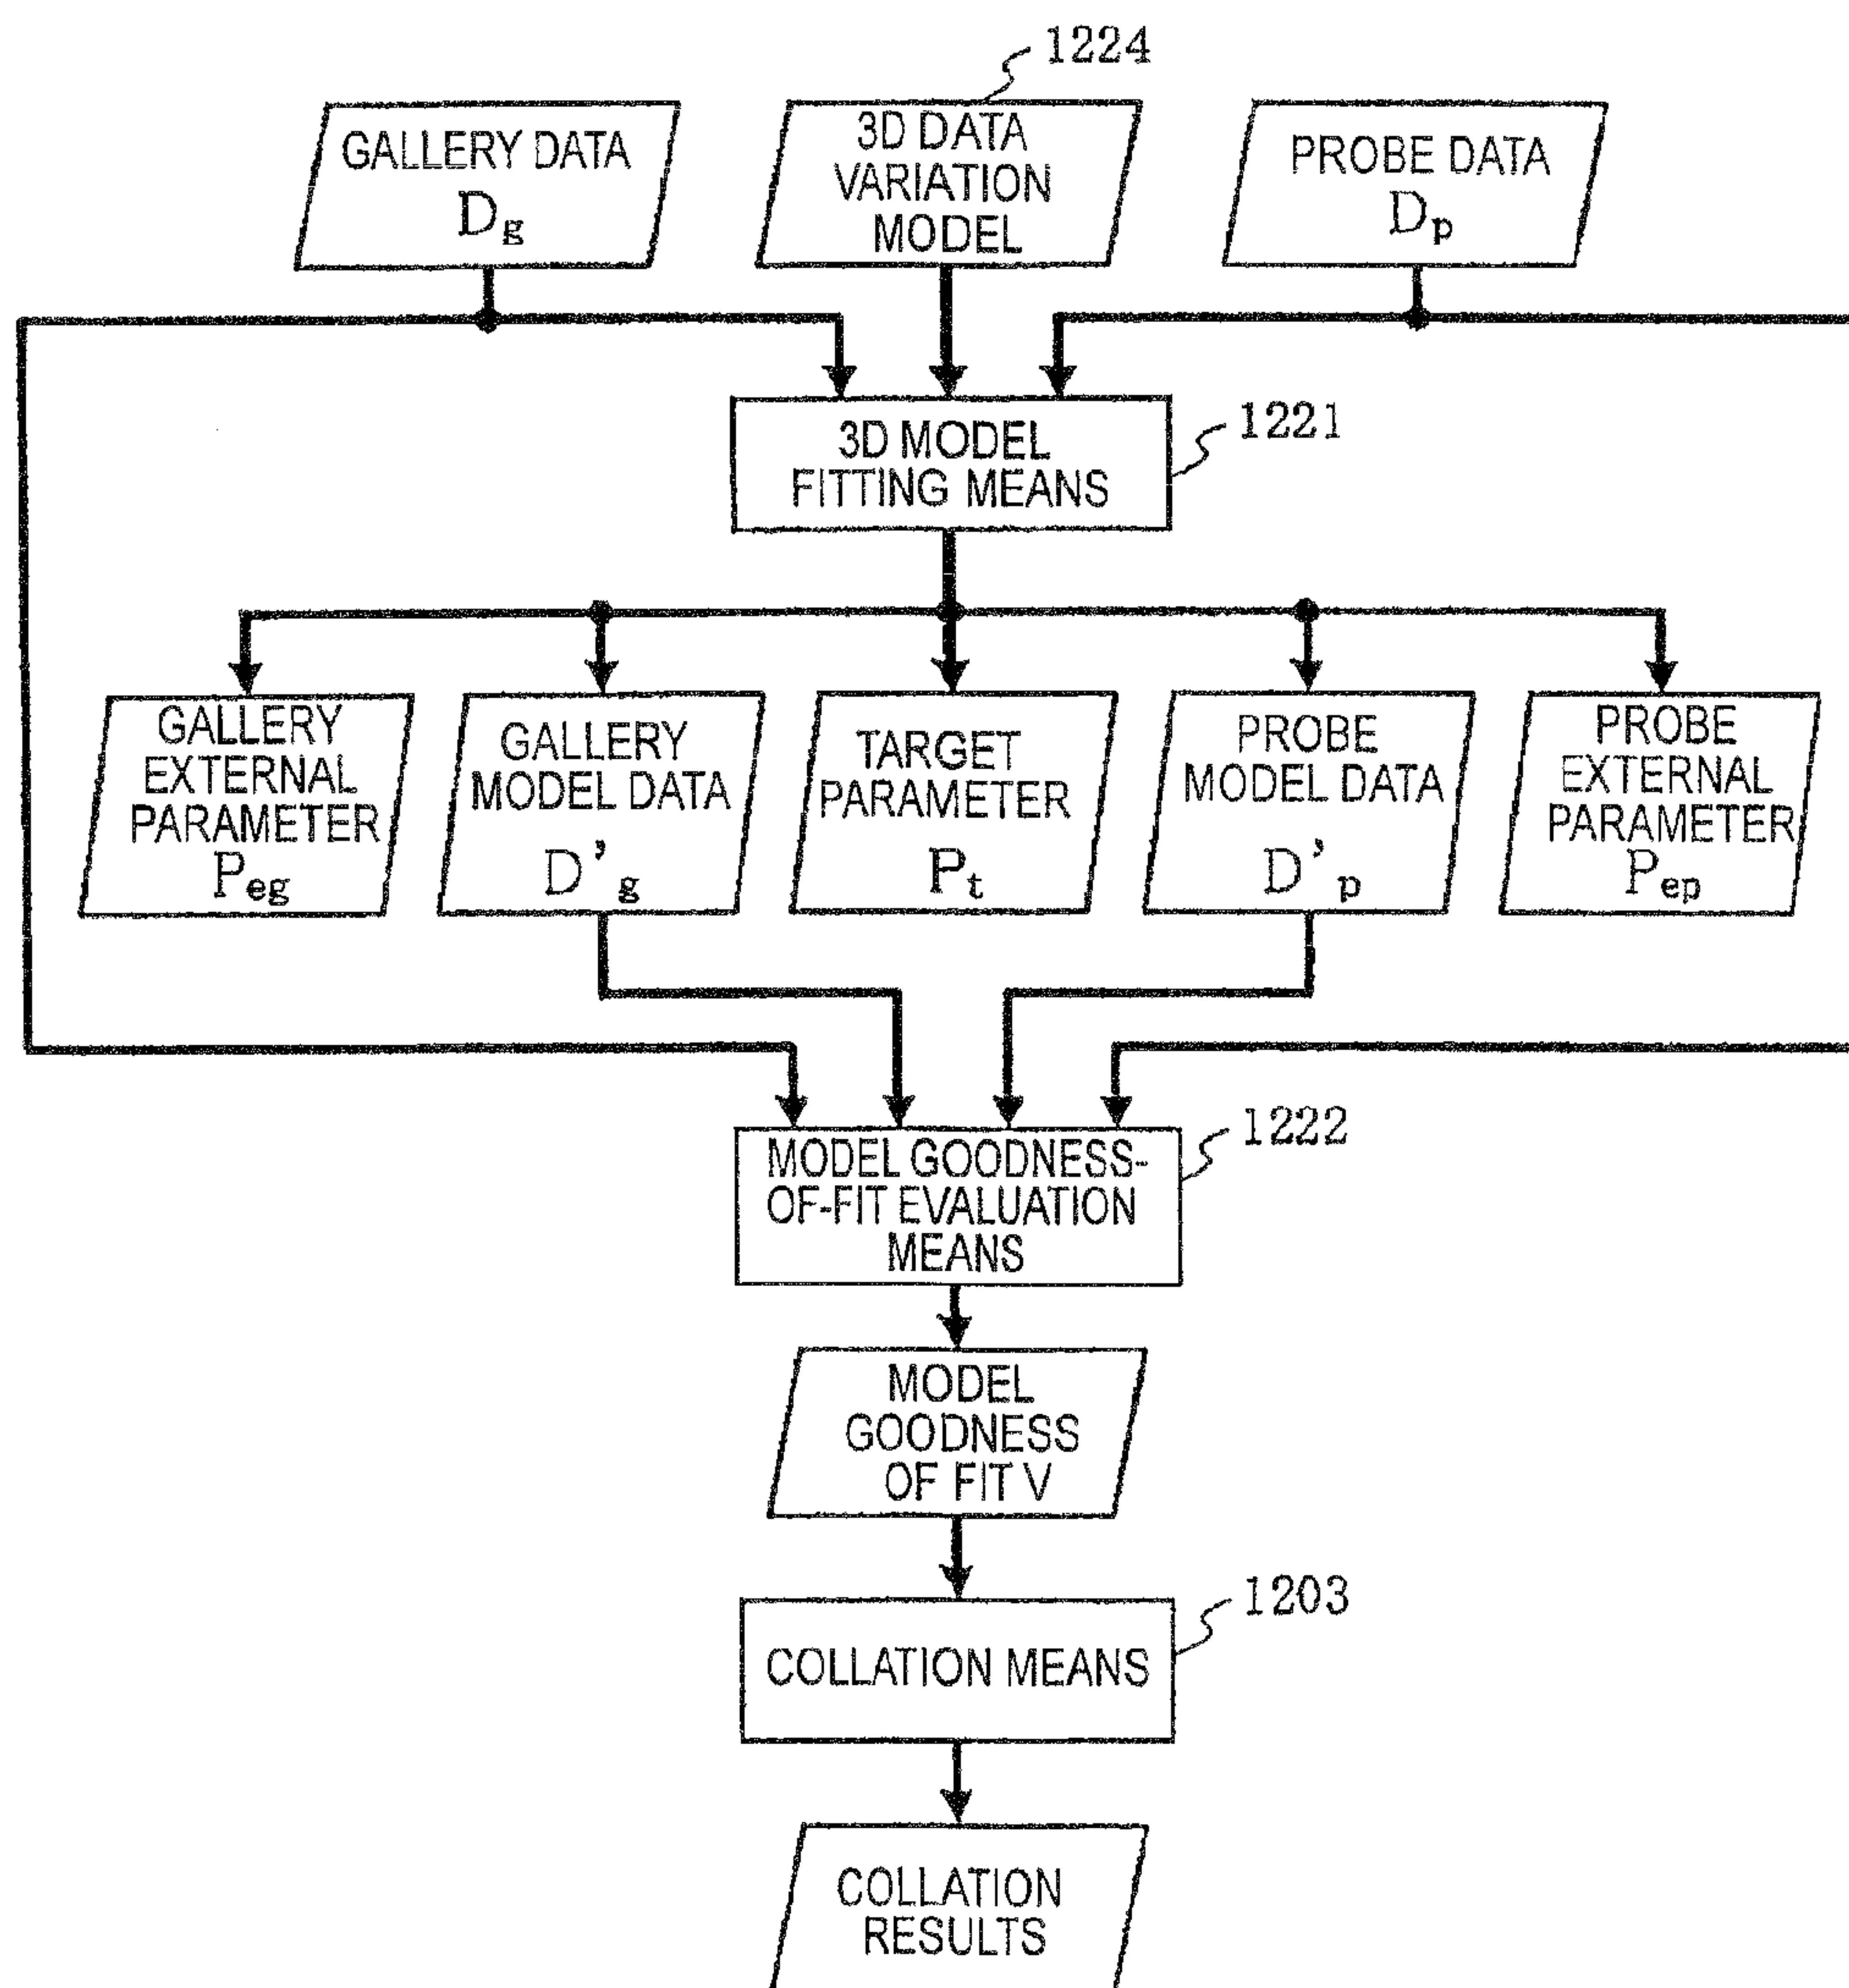 1224
GALLERY DATA
Dg
3D DATA
VARIATION
MODEL
PROBE DATA
Dp
3D MODEL
FITTING MEANS
1221
GALLERY
EXTERNAL
PARAMETER
Peg
GALLERY
MODEL DATA
D'g
TARGET
PARAMETER
Pt
PROBE
MODEL DATA
D'p
PROBE
EXTERNAL
PARAMETER
Pep
1222
MODEL GOODNESS-
OF-FIT EVALUATION
MEANS
MODEL
GOODNESS
OF FIT V
1203
COLLATION MEANS
COLLATION
RESULTS